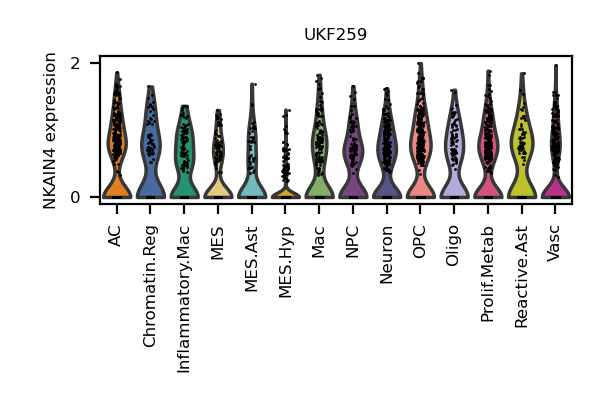 UKF259
NKAIN4 expression
2
0
AC
Chromatin.Reg
Inflammatory.Mac
MES
MES.Ast
MES.Hyp
Mac
NPC
Neuron
OPC
Oligo
Prolif.Metab
Reactive.Ast
Vasc